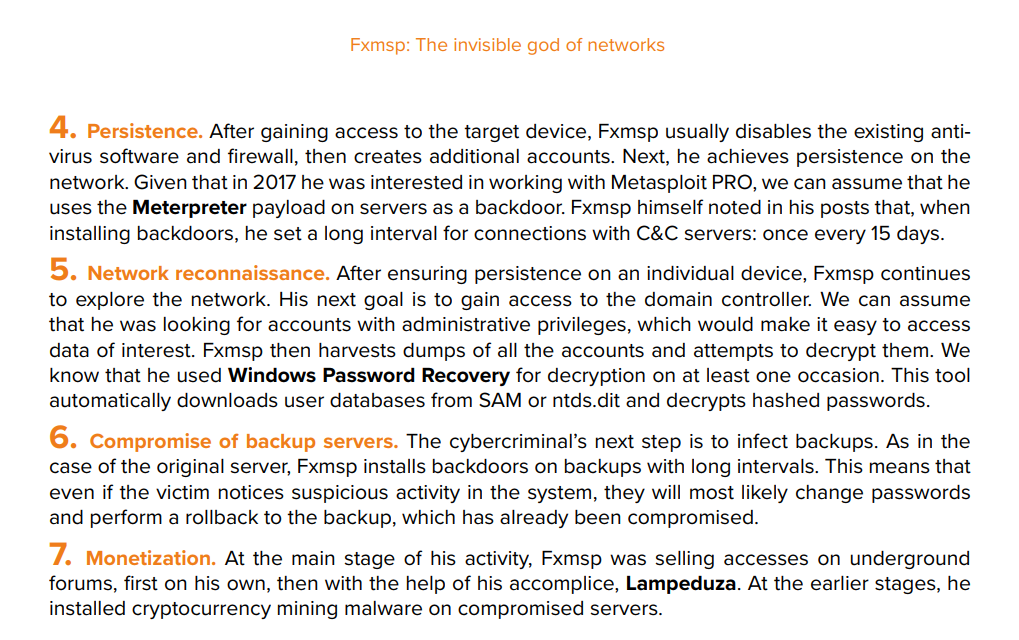 Fxmsp: The invisible god of networks
4. Persistence. After gaining access to the target device, Fxmsp usually disables the existing anti-
virus software and firewall, then creates additional accounts. Next, he achieves persistence on the
network. Given that in 2017 he was interested in working with Metasploit PRO, we can assume that he
uses the Meterpreter payload on servers as a backdoor. Fxmsp himself noted in his posts that, when
installing backdoors, he set a long interval for connections with C&C servers: once every 15 days.
5. Network reconnaissance. After ensuring persistence on an individual device, Fxmsp continues
to explore the network. His next goal is to gain access to the domain controller. We can assume
that he was looking for accounts with administrative privileges, which would make it easy to access
data of interest. Fxmsp then harvests dumps of all the accounts and attempts to decrypt them. We
know that he used Windows Password Recovery for decryption on at least one occasion. This tool
automatically downloads user databases from SAM or ntds.dit and decrypts hashed passwords.
6. Compromise of backup servers. The cybercriminal’s next step is to infect backups. As in the
case of the original server, Fxmsp installs backdoors on backups with long intervals. This means that
even if the victim notices suspicious activity in the system, they will most likely change passwords
and perform a rollback to the backup, which has already been compromised.
7. Monetization. At the main stage of his activity, Fxmsp was selling accesses on underground
forums, first on his own, then with the help of his accomplice, Lampeduza. At the earlier stages, he
installed cryptocurrency mining malware on compromised servers.